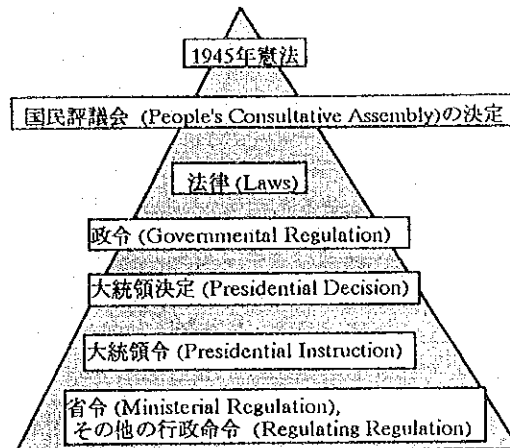 1945年憲法
国民評議会 (People's Consultative Assembly)の決定
法律 (Laws)
政令 (Governmental Regulation)
大統領決定 (Presidential Decision)
大統領令 (Presidential Instruction)
省令 (Ministerial Regulation),
その他の行政命令 (Regulating Regulation)